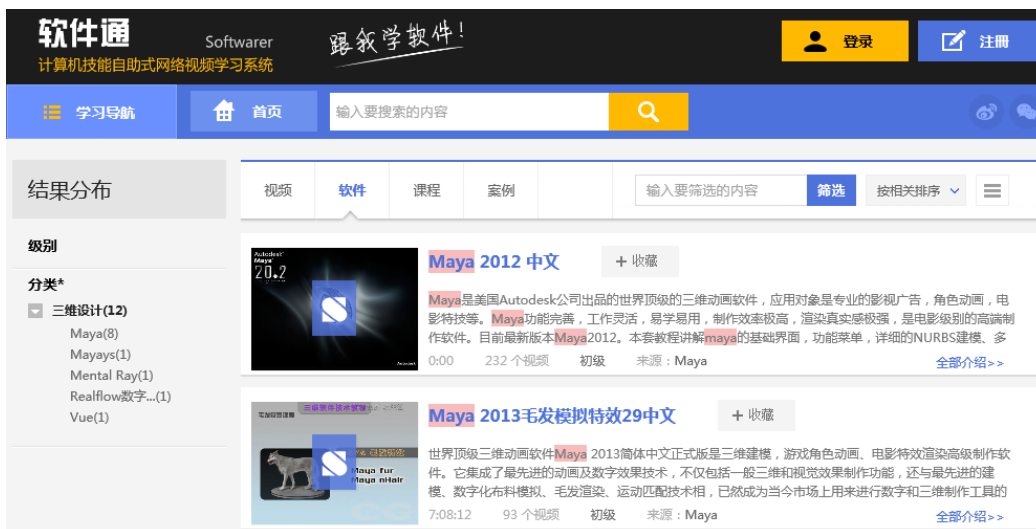 软件通
Softwarer
跟我学软件!
登录
注冊
计算机技能自助式网络视频学习系统
学习导航
首页
输入要搜索的内容
结果分布
视频
软件
课程
案例
输入要筛选的内容
筛选
按相关排序
级别
分类*
三维设计(12)
Maya(8)
Mayays(1)
Mental Ray(1)
Realflow数字...(1)
Vue(1)
Autodesk
Maya
Autodesk
Maya 2012 中文
+ 收藏
Maya是美国Autodesk公司出品的世界顶级的三维动画软件，应用对象是专业的影视广告，角色动画，电
影特技等。Maya功能完善，工作灵活，易学易用，制作效率极高，渲染真实感极强，是电影级别的高端制
作软件。目前最新版本Maya2012。本套教程讲解maya的基础界面，功能菜单，详细的NURBS建模、多
0:00
232 个视频
初级
来源：Maya
全部介绍>>
Maya fur
Maya nHair
Maya 2013毛发模拟特效29中文
+ 收藏
世界顶级三维动画软件Maya 2013简体中文正式版是三维建模，游戏角色动画、电影特效渲染高级制作软
件。它集成了最先进的动画及数字效果技术，不仅包括一般三维和视觉效果制作功能，还与最先进的建
模、数字化布料模拟、毛发渲染、运动匹配技术相，已然成为当今市场上用来进行数字和三维制作工具的
7:08:12
93 个视频
初级
来源：Maya
全部介绍>>